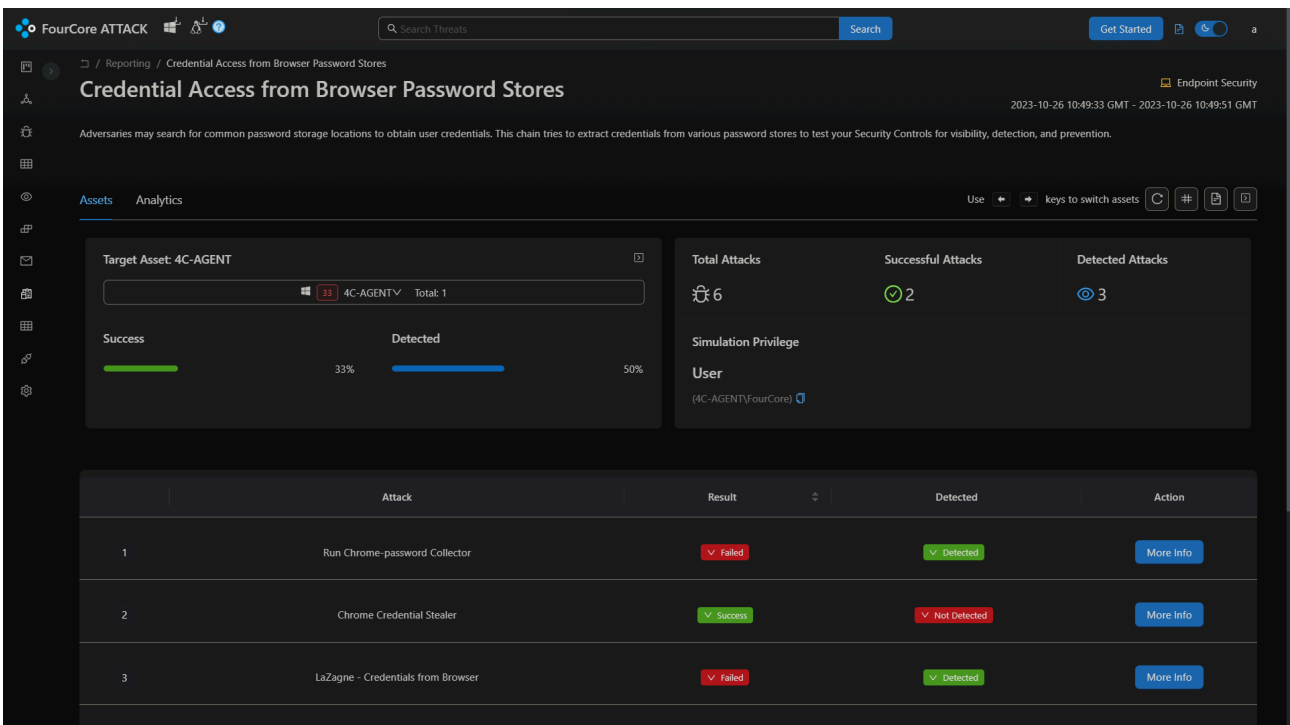 FourCore ATTACK
Search Threats
Search
Get Started
a
/ Reporting / Credential Access from Browser Password Stores
Credential Access from Browser Password Stores
Endpoint Security
2023-10-26 10:49:33 GMT - 2023-10-26 10:49:51 GMT
Adversaries may search for common password storage locations to obtain user credentials. This chain tries to extract credentials from various password stores to test your Security Controls for visibility, detection, and prevention.
Assets Analytics
Use ← → keys to switch assets
Target Asset: 4C-AGENT
33 4C-AGENT Total: 1
Success Detected
33% 50%
Total Attacks Successful Attacks Detected Attacks
6 2 3
Simulation Privilege
User
(4C-AGENT\FourCore)
Attack Result Detected Action
1 Run Chrome-password Collector Failed Detected More Info
2 Chrome Credential Stealer Success Not Detected More Info
3 LaZagne - Credentials from Browser Failed Detected More Info